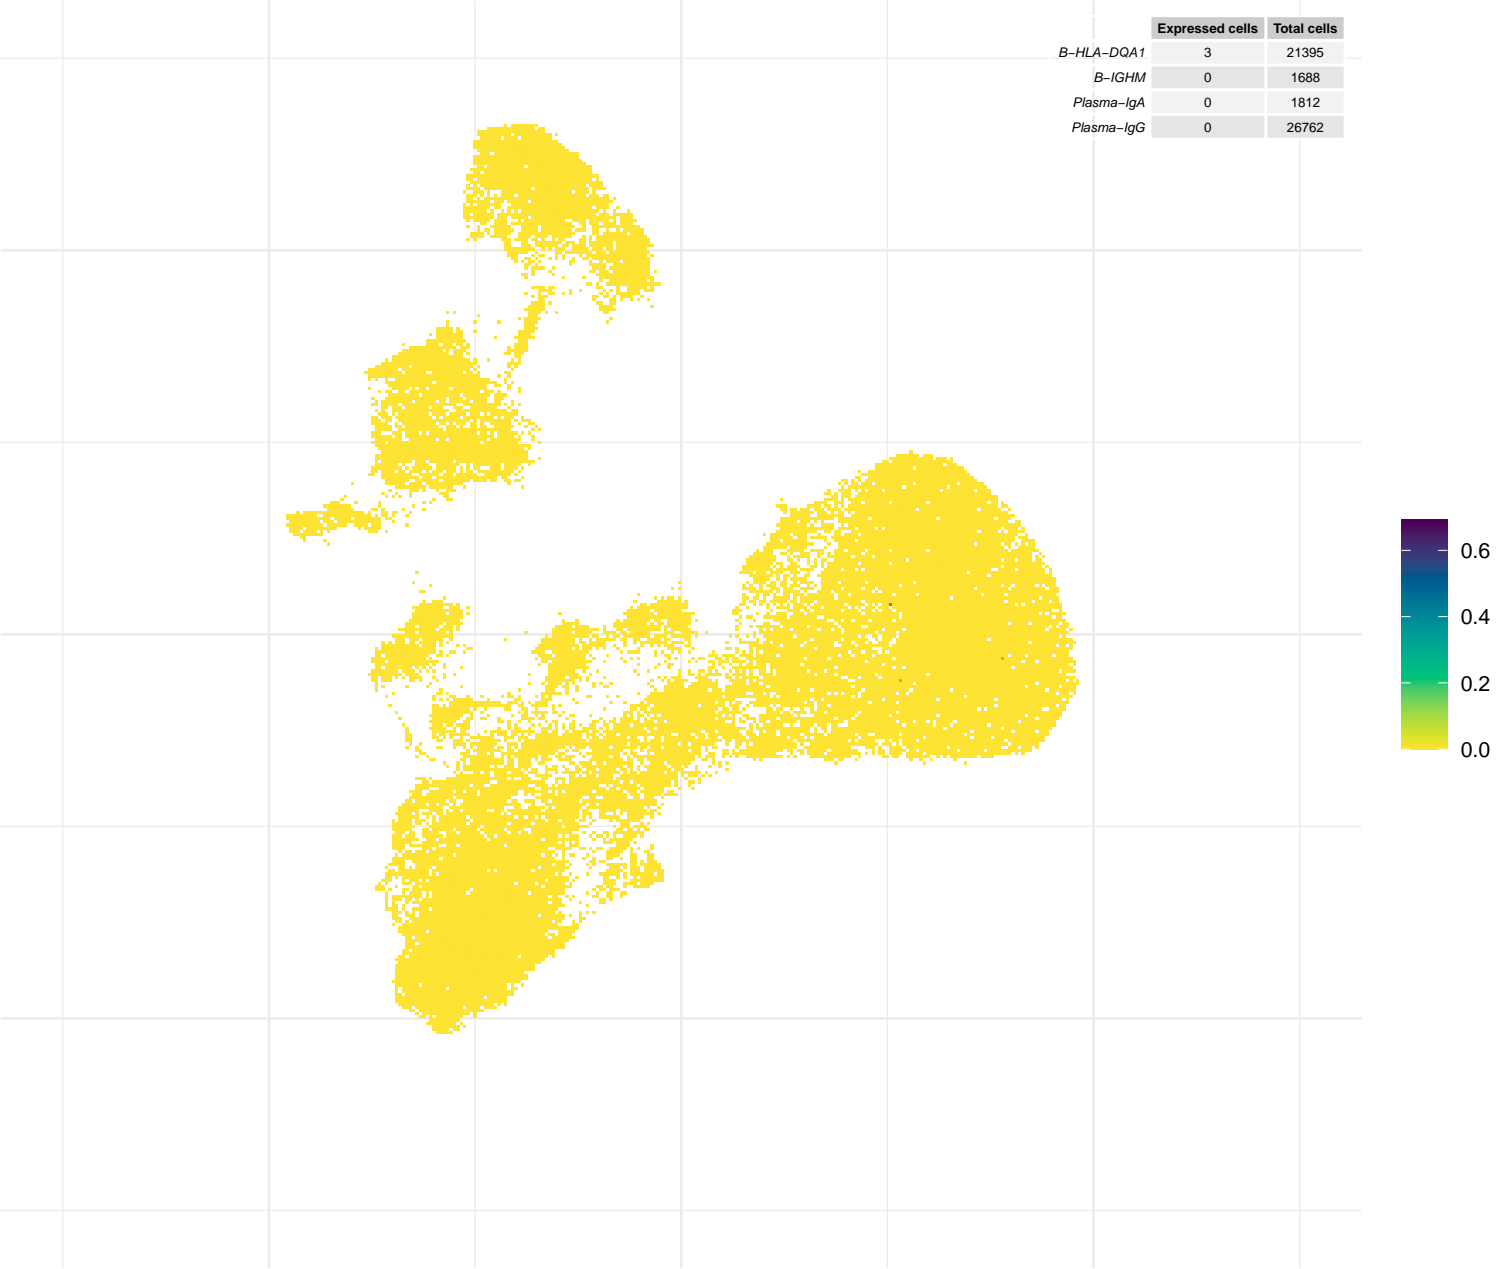 Expressed cells Total cells
B−HLA−DQA1 3 21395
B−IGHM 0 1688
Plasma−IgA 0 1812
Plasma−IgG 0 26762
0.6
0.4
0.2
0.0